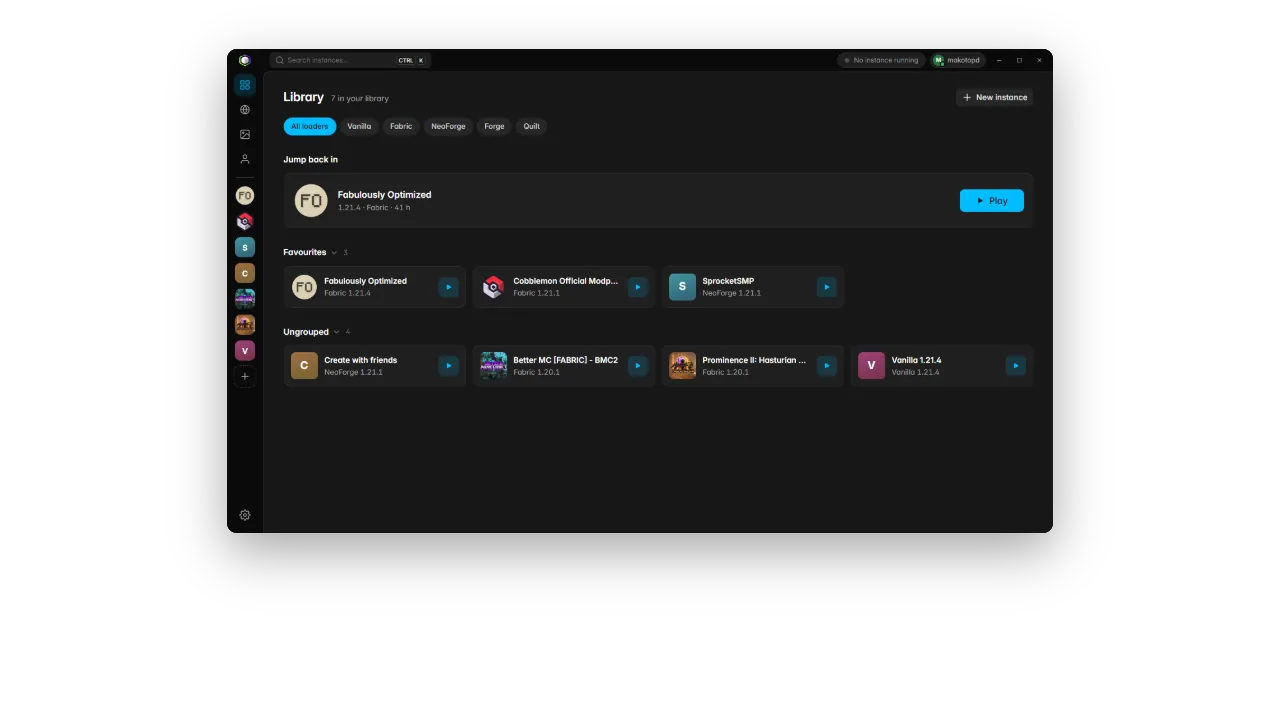 Search instances...
CTRL K
No instance running
M makotopd
Library
7 in your library
New instance
All loaders
Vanilla
Fabric
NeoForge
Forge
Quilt
Jump back in
FO
Fabulously Optimized
1.21.4 · Fabric · 41 h
Play
Favourites
3
FO
Fabulously Optimized
Fabric 1.21.4
Cobblemon Official Modp...
Fabric 1.21.1
S
SprocketSMP
NeoForge 1.21.1
Ungrouped
4
C
Create with friends
NeoForge 1.21.1
Better MC [FABRIC] - BMC2
Fabric 1.20.1
Prominence II: Hasturian ...
Fabric 1.20.1
V
Vanilla 1.21.4
Vanilla 1.21.4
FO
S
C
V